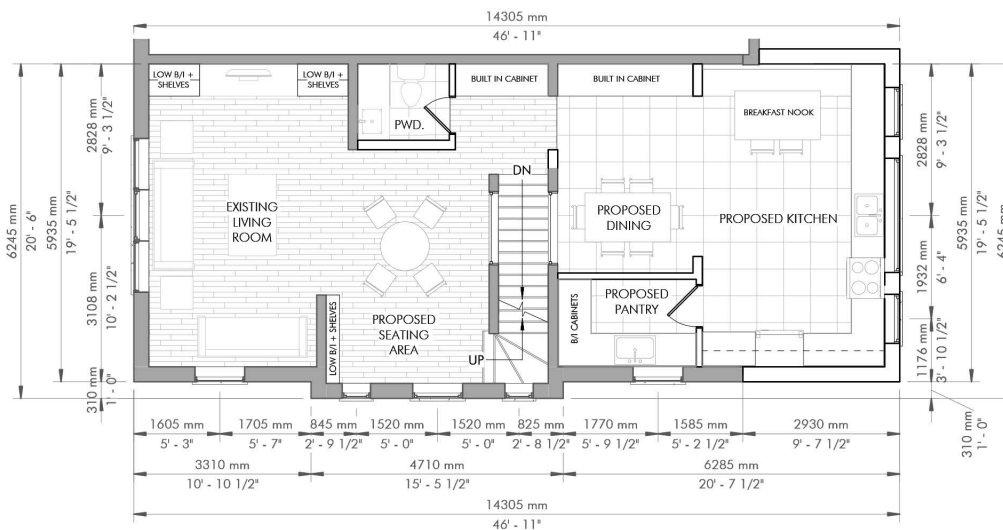 14305 mm
46' - 11"
LOW B/I +
SHELVES
LOW B/I +
SHELVES
BUILT IN CABINET
BUILT IN CABINET
BREAKFAST NOOK
PWD.
DN
EXISTING
LIVING
ROOM
PROPOSED
DINING
PROPOSED KITCHEN
PROPOSED
SEATING
AREA
LOW B/I + SHELVES
UP
B/I CABINETS
PROPOSED
PANTRY
6245 mm
20' - 6"
5935 mm
19' - 5 1/2"
2828 mm
9' - 3 1/2"
3108 mm
10' - 2 1/2"
310 mm
1' - 0"
2828 mm
9' - 3 1/2"
1932 mm
6' - 4"
1176 mm
3' - 10 1/2"
5935 mm
19' - 5 1/2"
6245 mm
310 mm
1' - 0"
1605 mm
5' - 3"
1705 mm
5' - 7"
845 mm
2' - 9 1/2"
1520 mm
5' - 0"
1520 mm
5' - 0"
825 mm
2' - 8 1/2"
1770 mm
5' - 9 1/2"
1585 mm
5' - 2 1/2"
2930 mm
9' - 7 1/2"
3310 mm
10' - 10 1/2"
4710 mm
15' - 5 1/2"
6285 mm
20' - 7 1/2"
14305 mm
46' - 11"